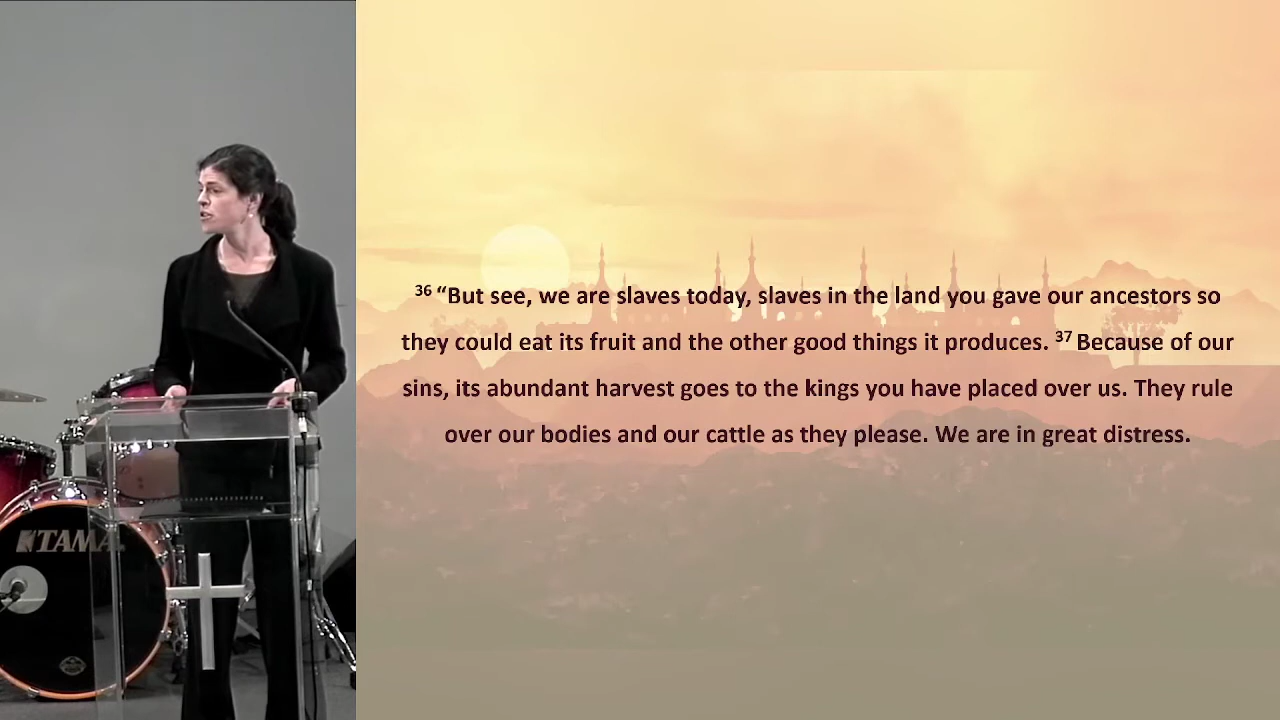 36 “But see, we are slaves today, slaves in the land you gave our ancestors so
they could eat its fruit and the other good things it produces. 37 Because of our
sins, its abundant harvest goes to the kings you have placed over us. They rule
over our bodies and our cattle as they please. We are in great distress.
TAMA